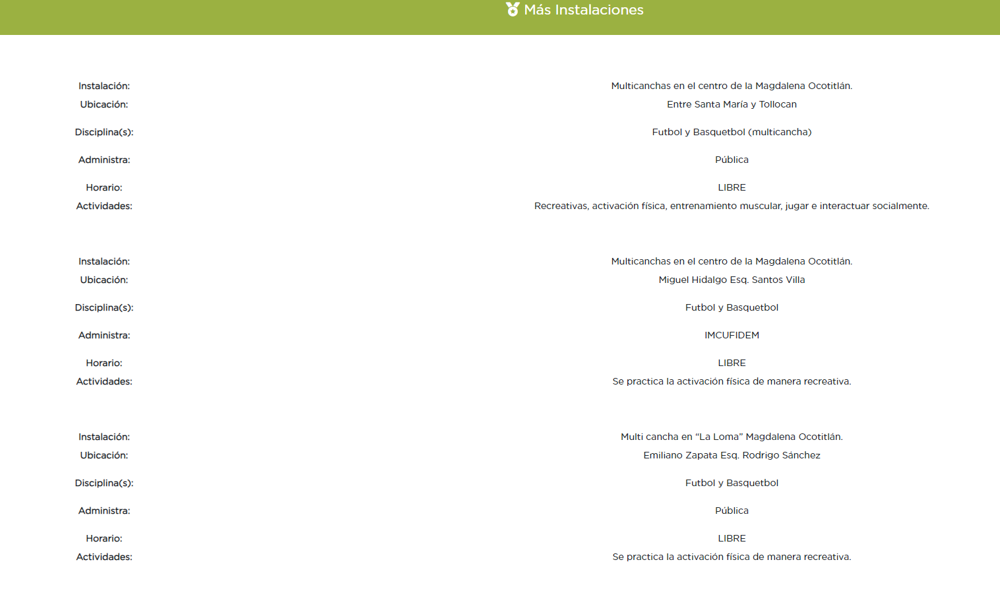 Más Instalaciones
Instalación: Multicanchas en el centro de la Magdalena Ocotitlán.
Ubicación: Entre Santa María y Tollocan
Disciplina(s): Futbol y Basquetbol (multicancha)
Administra: Pública
Horario: LIBRE
Actividades: Recreativas, activación física, entrenamiento muscular, jugar e interactuar socialmente.
Instalación: Multicanchas en el centro de la Magdalena Ocotitlán.
Ubicación: Miguel Hidalgo Esq. Santos Villa
Disciplina(s): Futbol y Basquetbol
Administra: IMCUFIDEM
Horario: LIBRE
Actividades: Se practica la activación física de manera recreativa.
Instalación: Multi cancha en “La Loma” Magdalena Ocotitlán.
Ubicación: Emiliano Zapata Esq. Rodrigo Sánchez
Disciplina(s): Futbol y Basquetbol
Administra: Pública
Horario: LIBRE
Actividades: Se practica la activación física de manera recreativa.